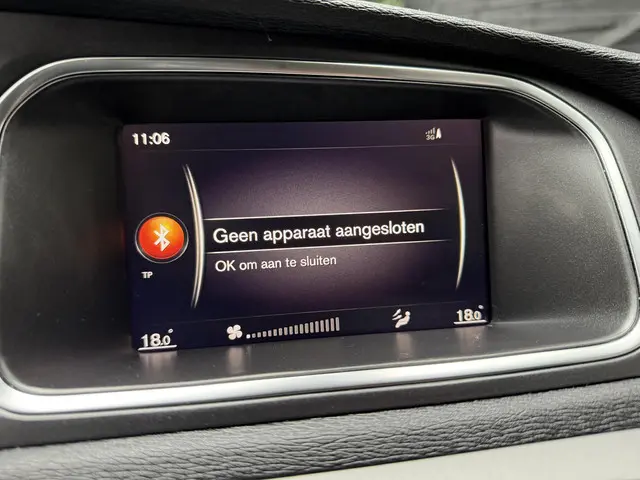 11:06
3G
Geen apparaat aangesloten
OK om aan te sluiten
TP
18.0°
18.0°